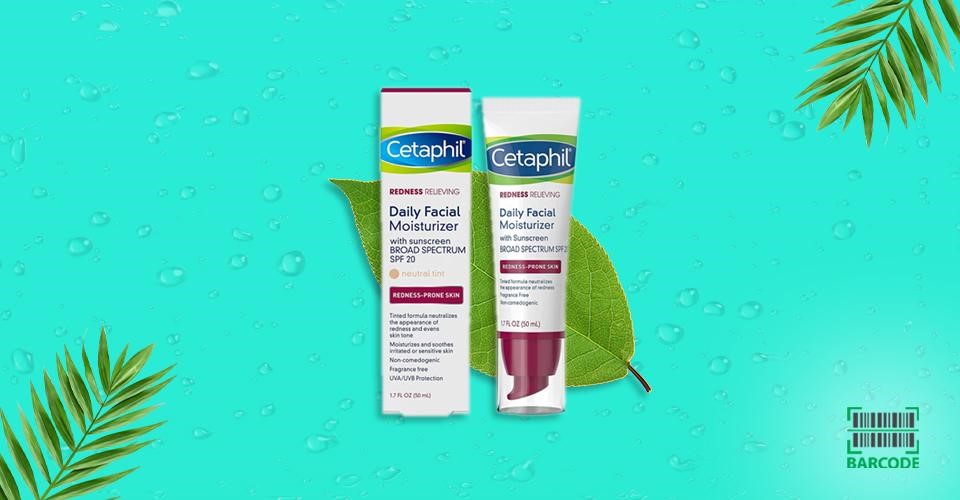 Cetaphil®
REDNESS RELIEVING
Daily Facial
Moisturizer
with sunscreen
BROAD SPECTRUM
SPF 20
neutral tint
REDNESS-PRONE SKIN
Tinted formula neutralizes
the appearance of
redness and evens
skin tone
Moisturizes and soothes
irritated or sensitive skin
Non-comedogenic
Fragrance free
UVA/UVB Protection
1.7 FL OZ (50 mL)
Cetaphil®
REDNESS RELIEVING
Daily Facial
Moisturizer
with Sunscreen
BROAD SPECTRUM SPF 2
REDNESS-PRONE SKIN
Tinted formula neutralizes
the appearance of redness
Fragrance Free
Non-comedogenic
1.7 FL OZ (50 mL)
BARCODE